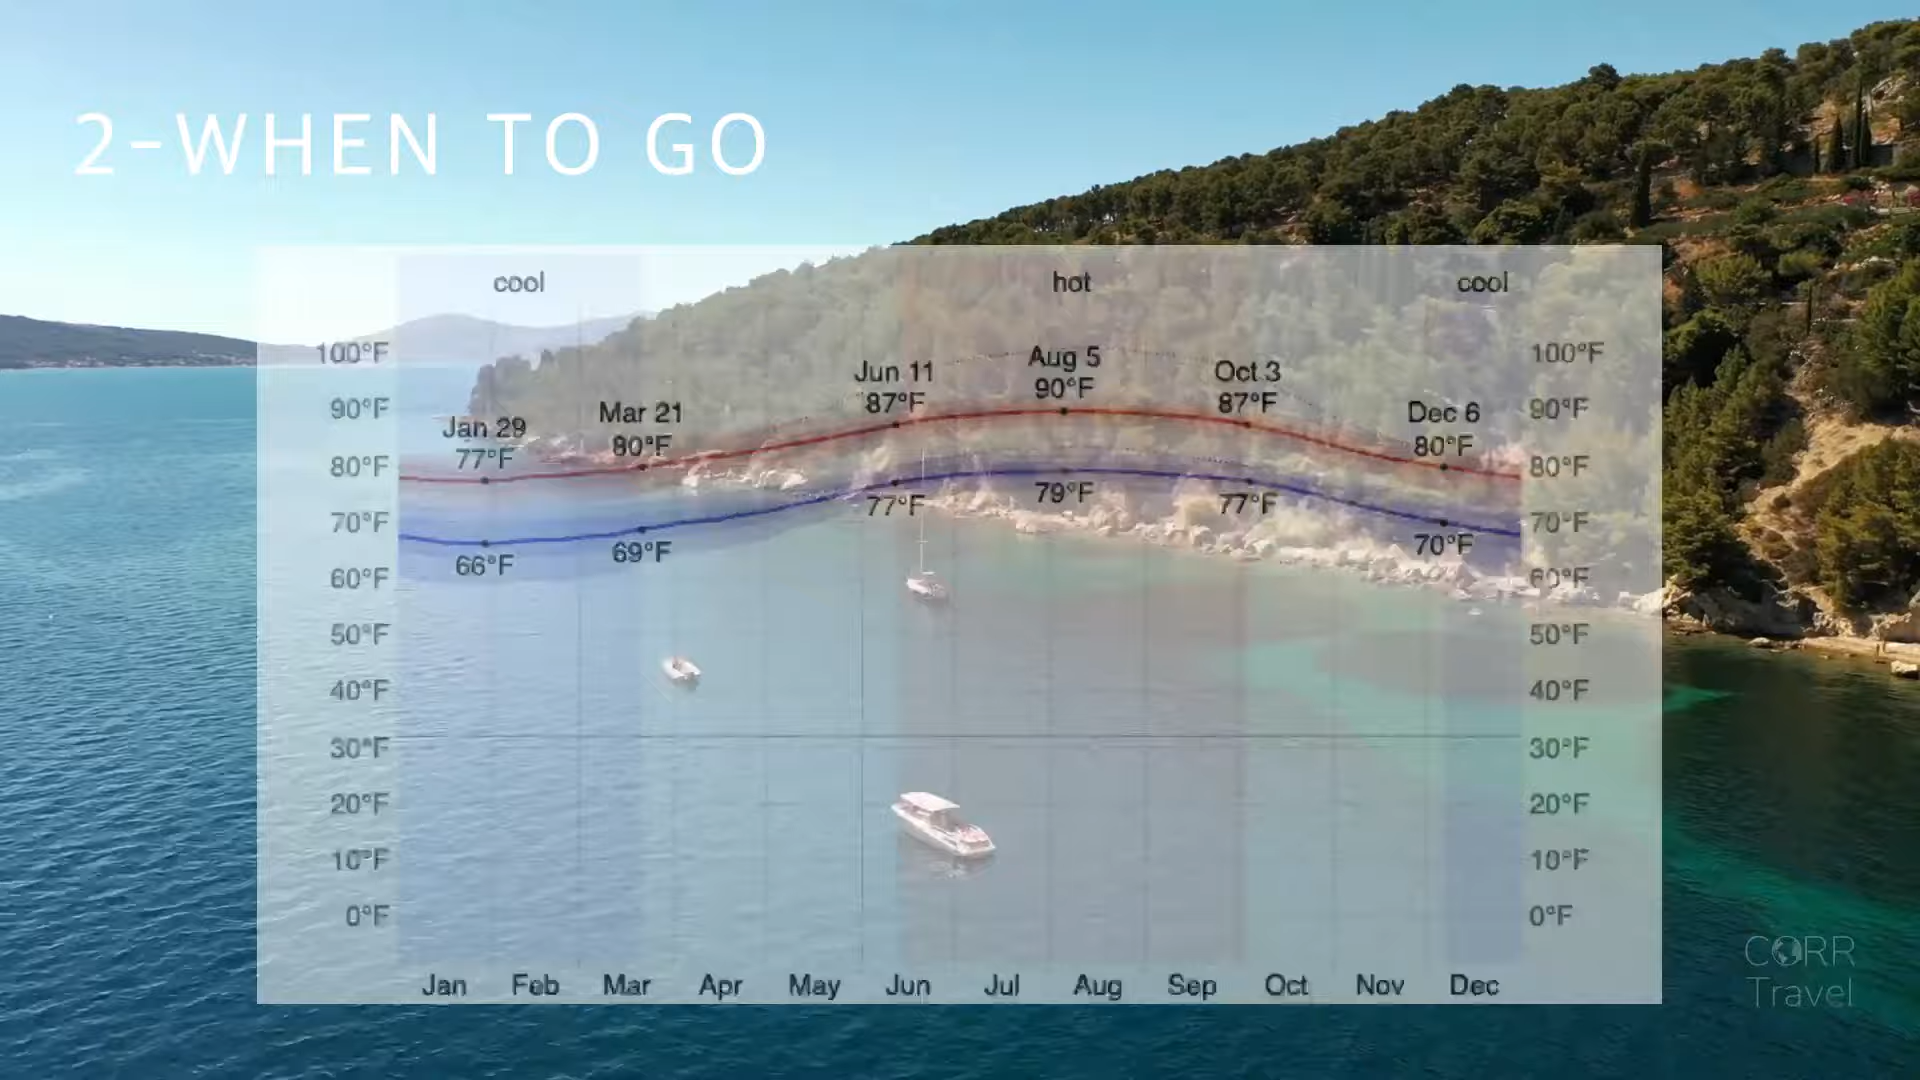 2-WHEN TO GO
cool hot cool
100°F 100°F
90°F 90°F
80°F 80°F
70°F 70°F
60°F 60°F
50°F 50°F
40°F 40°F
30°F 30°F
20°F 20°F
10°F 10°F
0°F 0°F
Jan 29
77°F
Mar 21
80°F
Jun 11
87°F
Aug 5
90°F
Oct 3
87°F
Dec 6
80°F
66°F
69°F
77°F
79°F
77°F
70°F
Jan Feb Mar Apr May Jun Jul Aug Sep Oct Nov Dec
CORR
Travel